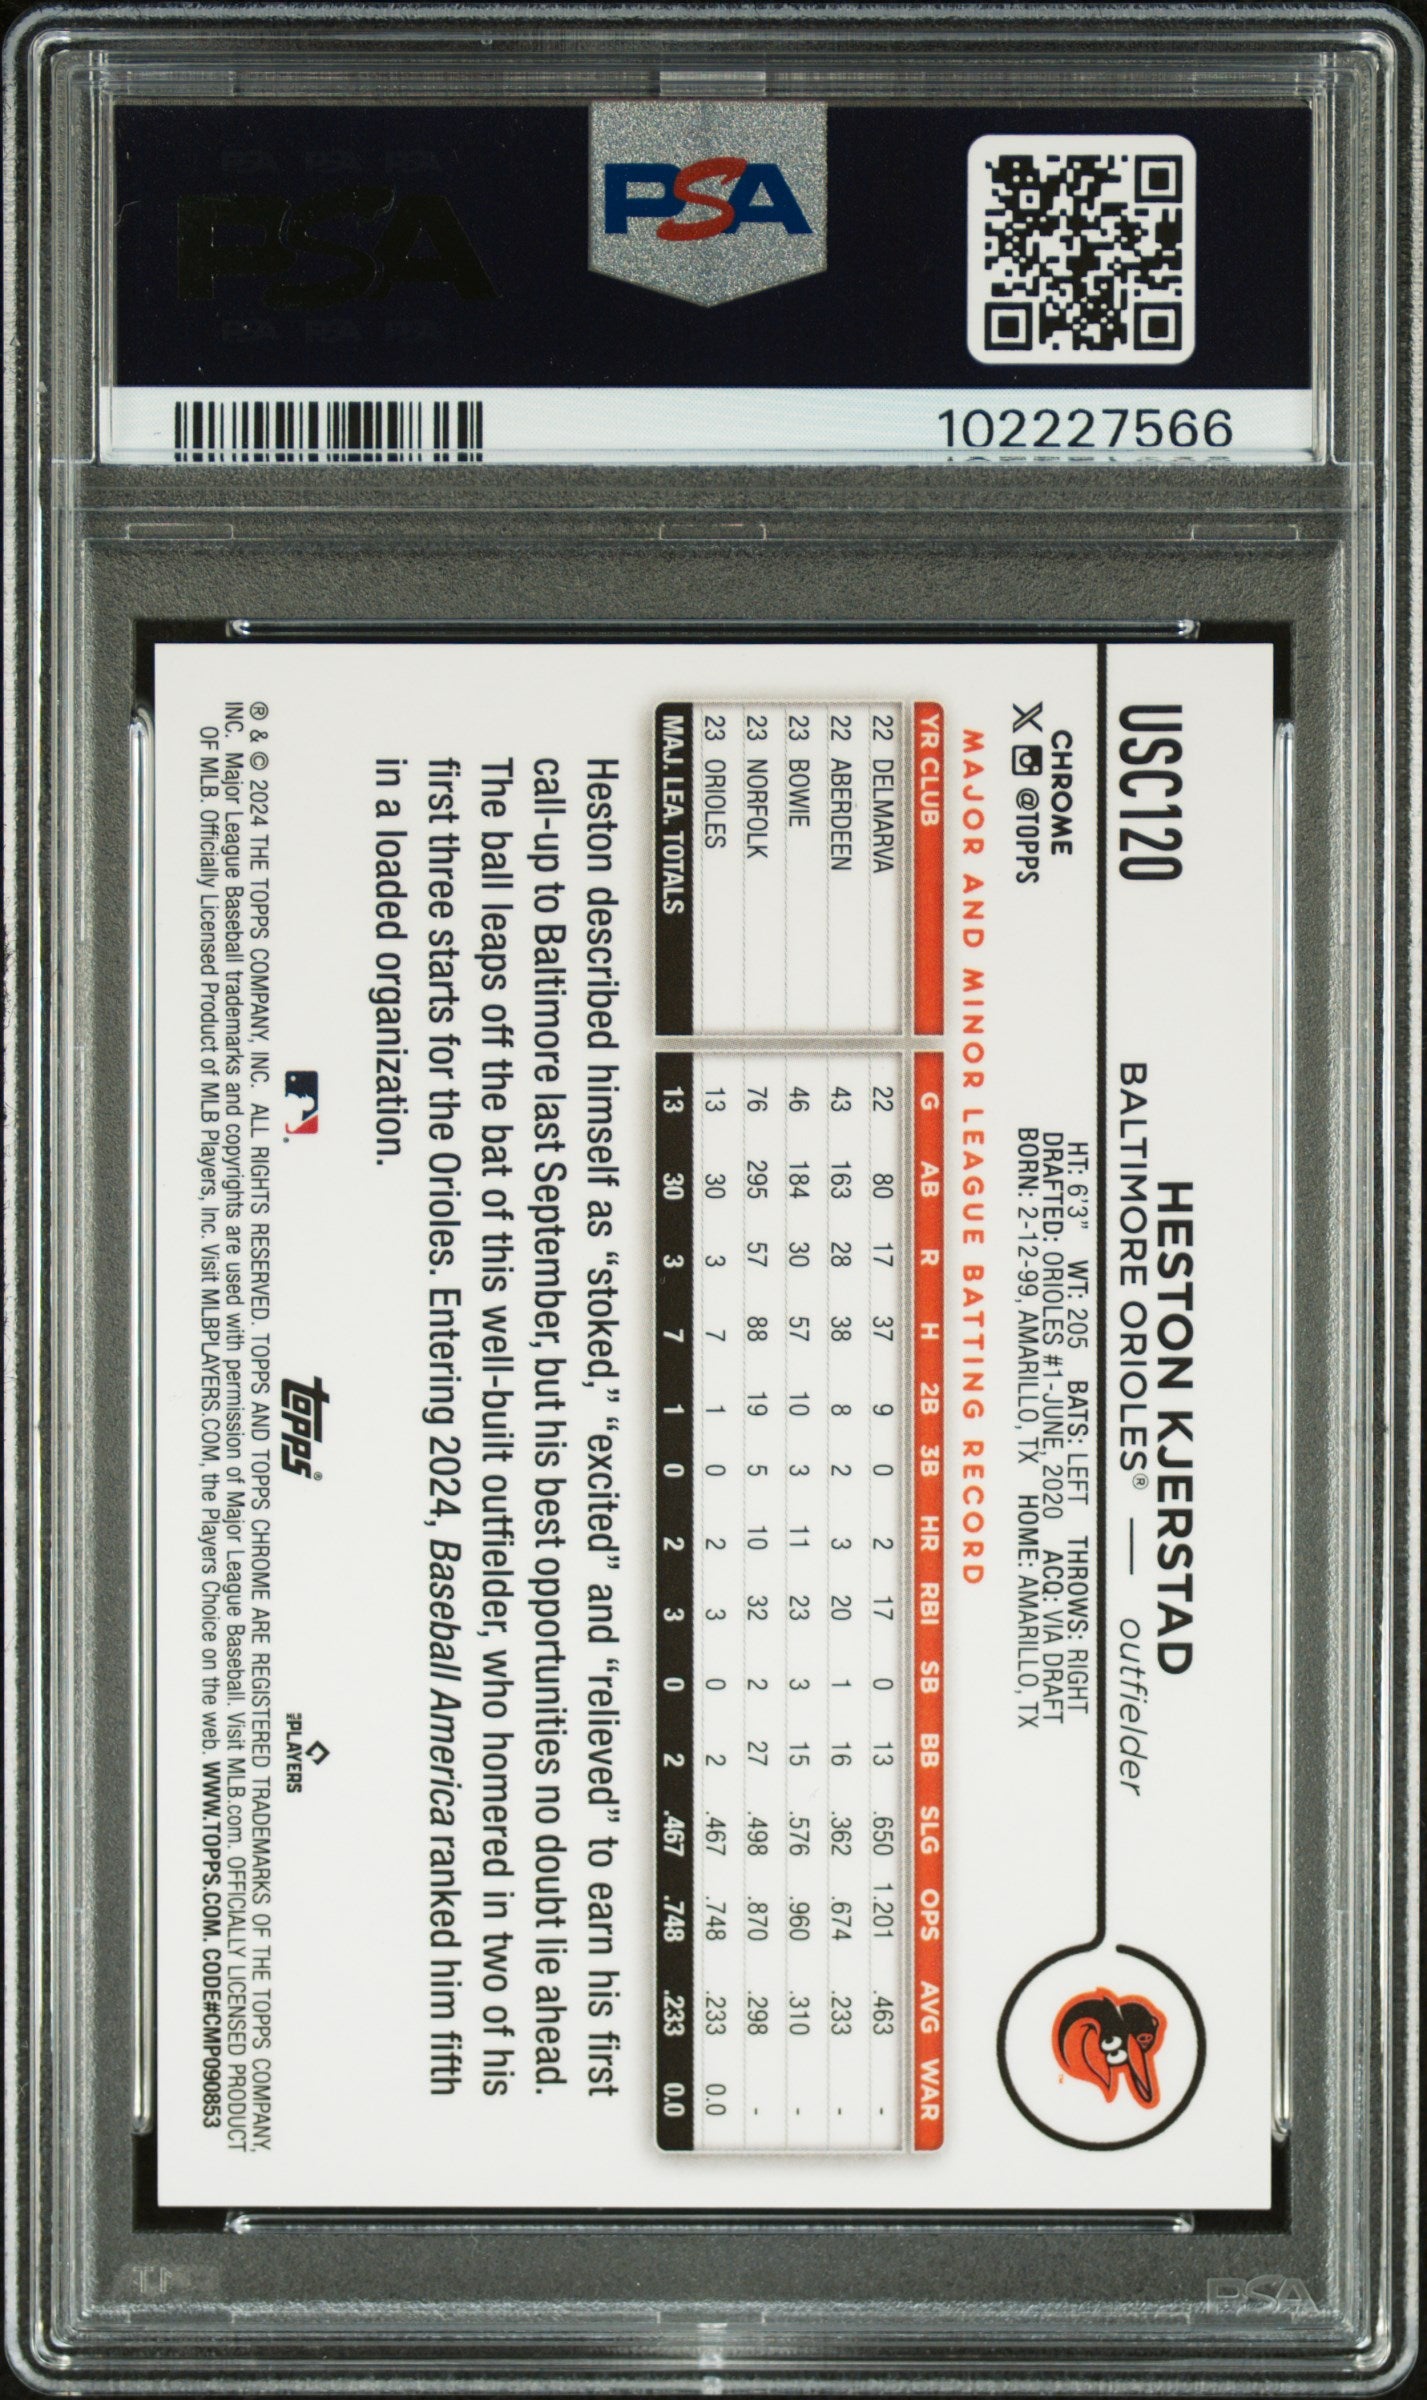 PSA PSA PSA
PSA
PSA PSA PSA
PSA
102227566
USC120
HESTON KJERSTAD
BALTIMORE ORIOLES® — outfielder
CHROME
X @TOPPS
HT: 6'3" WT: 205 BATS: LEFT THROWS: RIGHT
DRAFTED: ORIOLES #1-JUNE, 2020 ACQ: VIA DRAFT
BORN: 2-12-99, AMARILLO, TX HOME: AMARILLO, TX
MAJOR AND MINOR LEAGUE BATTING RECORD
YR CLUB G AB R H 2B 3B HR RBI SB BB SLG OPS AVG WAR
22 DELMARVA 22 80 17 37 9 0 2 17 0 13 .650 1.201 .463 -
22 ABERDEEN 43 163 28 38 8 2 3 20 1 16 .362 .674 .233 -
23 BOWIE 46 184 30 57 10 3 11 23 3 15 .576 .960 .310 -
23 NORFOLK 76 295 57 88 19 5 10 32 2 27 .498 .870 .298 -
23 ORIOLES 13 30 3 7 1 0 2 3 0 2 .467 .748 .233 0.0
MAJ. LEA. TOTALS 13 30 3 7 1 0 2 3 0 2 .467 .748 .233 0.0
Heston described himself as "stoked," "excited" and "relieved" to earn his first
call-up to Baltimore last September, but his best opportunities no doubt lie ahead.
The ball leaps off the bat of this well-built outfielder, who homered in two of his
first three starts for the Orioles. Entering 2024, Baseball America ranked him fifth
in a loaded organization.
topps®
MLB PLAYERS
® & © 2024 THE TOPPS COMPANY, INC. ALL RIGHTS RESERVED. TOPPS AND TOPPS CHROME ARE REGISTERED TRADEMARKS OF THE TOPPS COMPANY,
INC. Major League Baseball trademarks and copyrights are used with permission of Major League Baseball. Visit MLB.com. OFFICIALLY LICENSED PRODUCT
OF MLB. Officially Licensed Product of MLB Players, Inc. Visit MLBPLAYERS.COM, the Players Choice on the web. WWW.TOPPS.COM. CODE#CMP090853
PSA